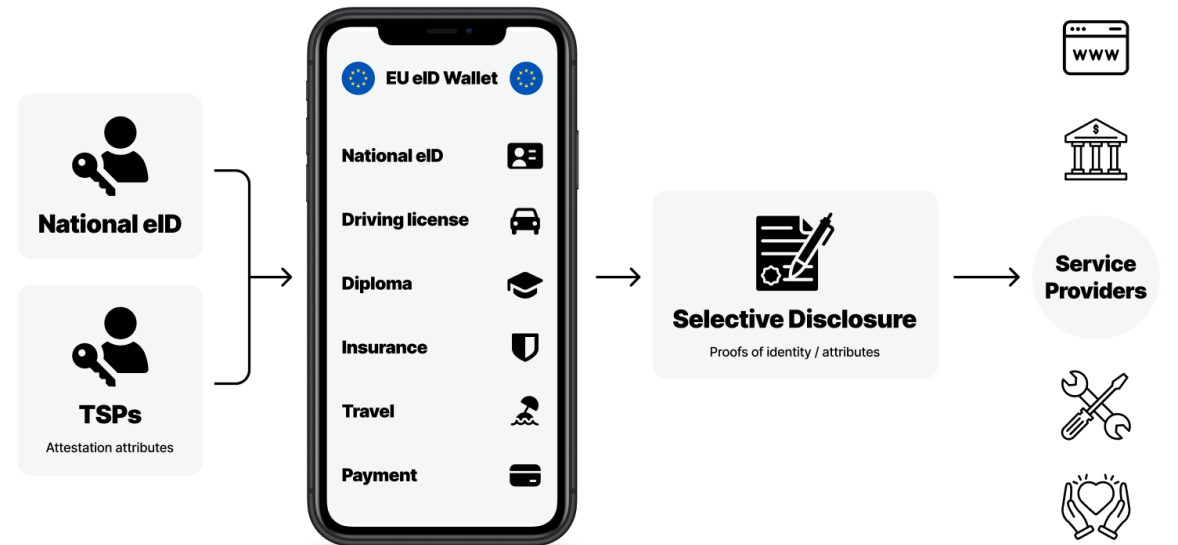 National eID
TSPs
Attestation attributes
EU eID Wallet
National eID
Driving license
Diploma
Insurance
Travel
Payment
Selective Disclosure
Proofs of identity / attributes
WWW
$
Service
Providers